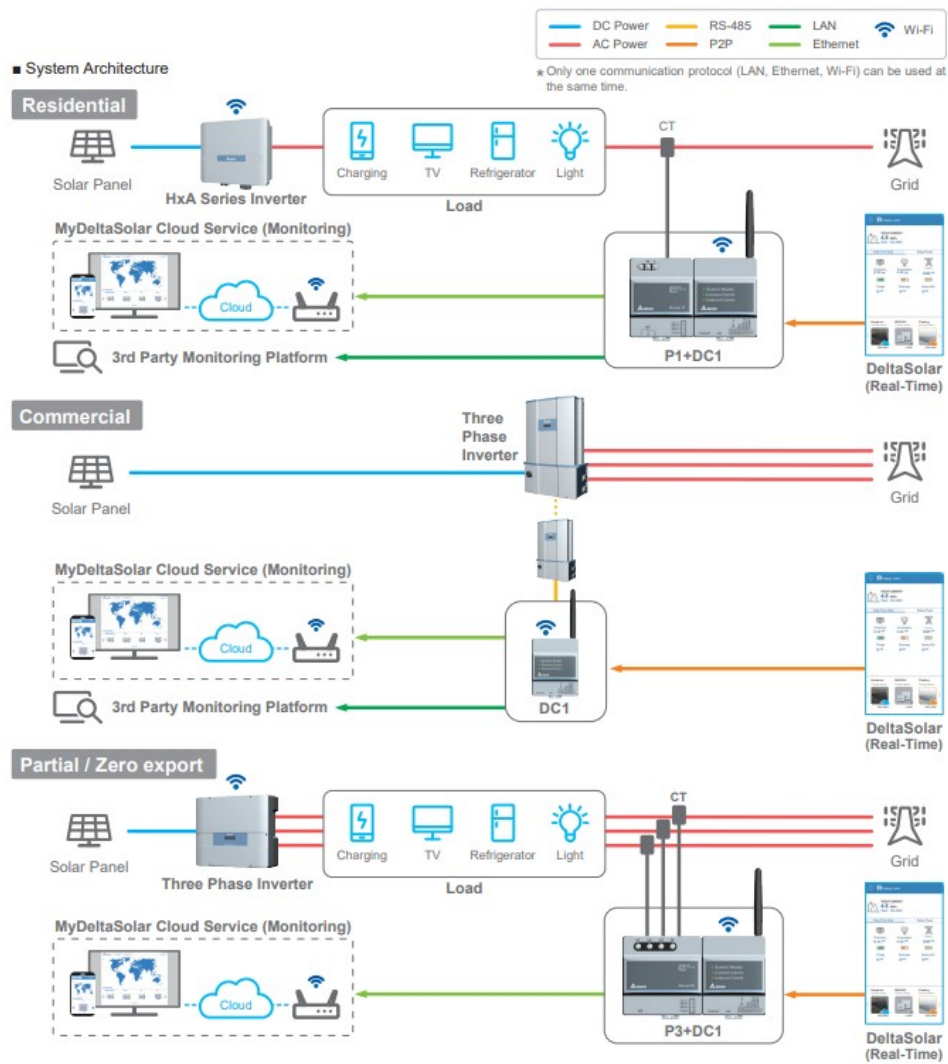 DC Power
RS-485
LAN
Wi-Fi
AC Power
P2P
Ethernet
■ System Architecture
* Only one communication protocol (LAN, Ethernet, Wi-Fi) can be used at
the same time.
Residential
CT
Solar Panel
HxA Series Inverter
Charging
TV
Refrigerator
Light
Load
Grid
MyDeltaSolar Cloud Service (Monitoring)
Cloud
P1+DC1
3rd Party Monitoring Platform
DeltaSolar
(Real-Time)
Commercial
Three
Phase
Inverter
Solar Panel
Grid
MyDeltaSolar Cloud Service (Monitoring)
Cloud
DC1
3rd Party Monitoring Platform
DeltaSolar
(Real-Time)
Partial / Zero export
CT
Solar Panel
Three Phase Inverter
Charging
TV
Refrigerator
Light
Load
Grid
MyDeltaSolar Cloud Service (Monitoring)
Cloud
P3+DC1
DeltaSolar
(Real-Time)